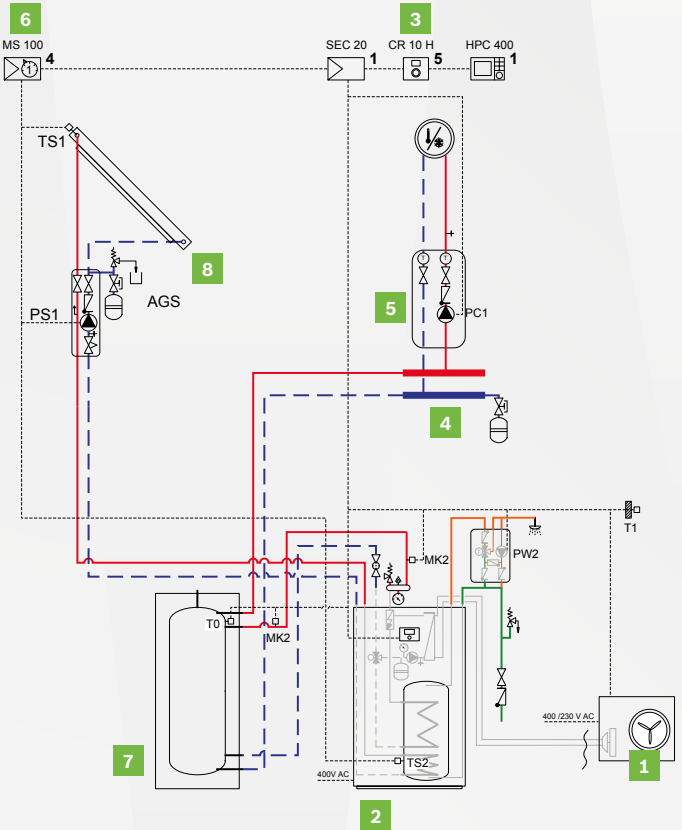 6
3
MS 100
SEC 20
CR 10 H
HPC 400
4
1
5
1
1
TS1
8
T
T
AGS
5
PS1
PC1
4
T1
MK2
PW2
T0
MK2
400 /230 V AC
7
TS2
1
400V AC
2